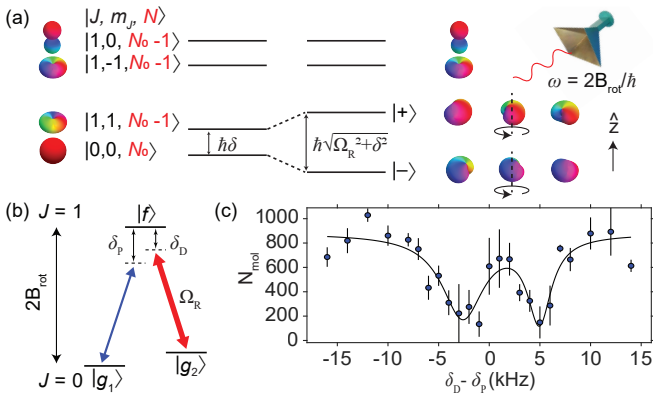 (a)
|J, mJ, N⟩
|1,0, N₀ -1⟩
|1,-1,N₀ -1⟩
|1,1, N₀ -1⟩
|0,0, N₀⟩
ħδ
ħ√(Ω_R²+δ²)
|+⟩
|−⟩
ω = 2B_rot/ħ
ẑ
(b)
J = 1
|f⟩
δ_P
δ_D
2B_rot
Ω_R
J = 0
|g₁⟩
|g₂⟩
(c)
N_mol
1000
800
600
400
200
0
-15 -10 -5 0 5 10 15
δ_D- δ_P(kHz)